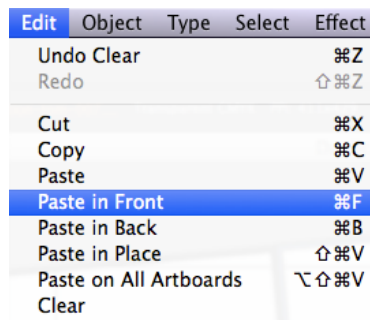 Edit Object Type Select Effect
Undo Clear ⌘Z
Redo ⇧⌘Z
Cut ⌘X
Copy ⌘C
Paste ⌘V
Paste in Front ⌘F
Paste in Back ⌘B
Paste in Place ⇧⌘V
Paste on All Artboards ⌥⇧⌘V
Clear